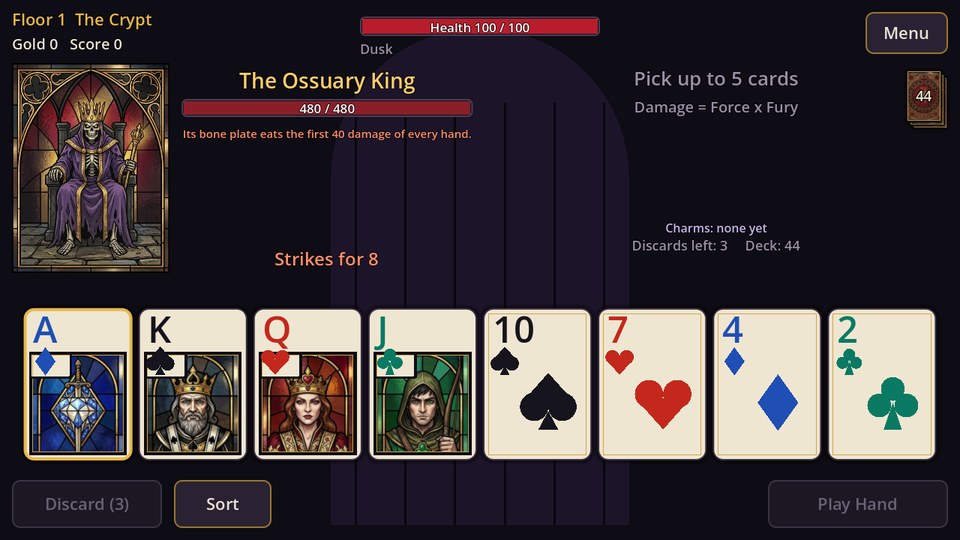 Floor 1 The Crypt
Gold 0 Score 0
Health 100 / 100
Dusk
Menu
The Ossuary King
480 / 480
Its bone plate eats the first 40 damage of every hand.
Strikes for 8
Pick up to 5 cards
Damage = Force x Fury
44
Charms: none yet
Discards left: 3 Deck: 44
A
K
Q
J
10
7
4
2
Discard (3)
Sort
Play Hand